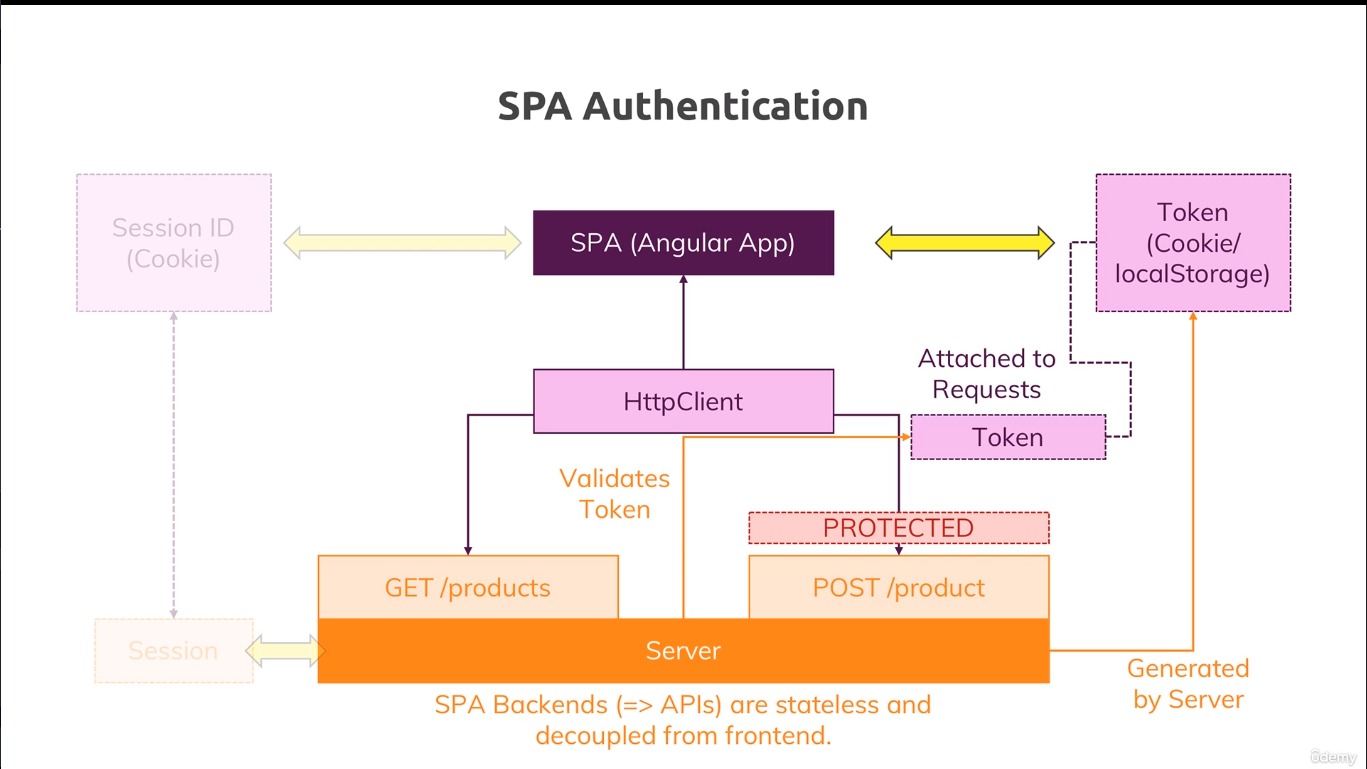 SPA Authentication
Session ID
(Cookie)
SPA (Angular App)
Token
(Cookie/
localStorage)
Attached to
Requests
HttpClient
Token
Validates
Token
PROTECTED
GET /products
POST /product
Session
Server
Generated
by Server
SPA Backends (=> APIs) are stateless and
decoupled from frontend.
ûdemy